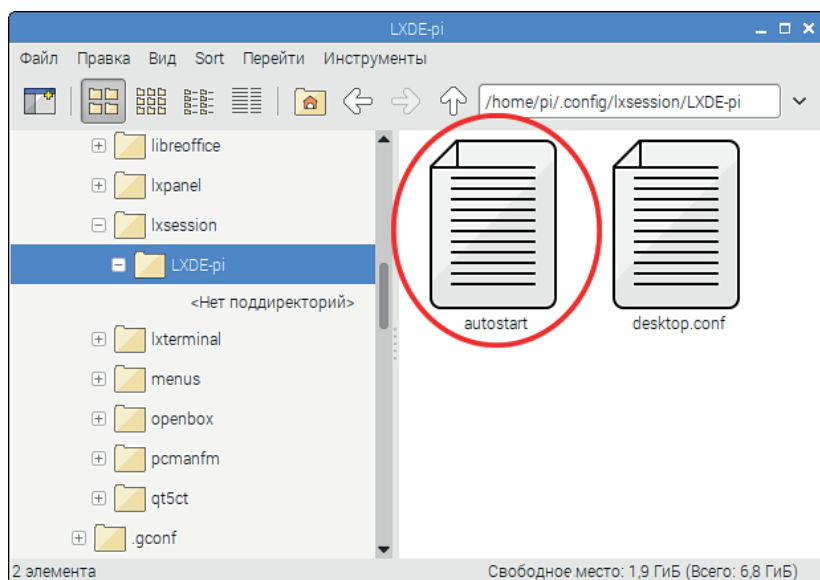 LXDE-pi
Файл Правка Вид Sort Перейти Инструменты
/home/pi/.config/lxsession/LXDE-pi
libreoffice
lxpanel
lxsession
LXDE-pi
<Нет поддиректорий>
lxterminal
menus
openbox
pcmanfm
qt5ct
.gconf
autostart desktop.conf
2 элемента Свободное место: 1,9 ГиБ (Всего: 6,8 ГиБ)